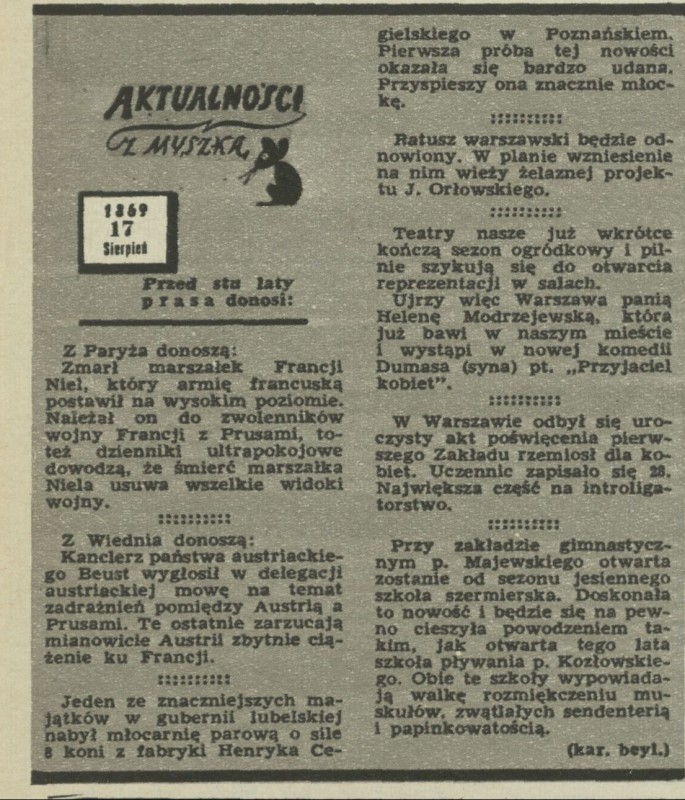 AKTUALNOŚCI
Z MYSZKĄ
1869
17
Sierpień
Przed stu laty
prasa donosi:
Z Paryża donoszą:
Zmarł marszałek Francji
Niel, który armię francuską
postawił na wysokim poziomie.
Należał on do zwolenników
wojny Francji z Prusami, to-
też dzienniki ultrapokojowe
dowodzą, że śmierć marszałka
Niela usuwa wszelkie widoki
wojny.
Z Wiednia donoszą:
Kanclerz państwa austriackie-
go Beust wygłosił w delegacji
austriackiej mowę na temat
zadrażnień pomiędzy Austrią a
Prusami. Te ostatnie zarzucają
mianowicie Austrii zbytnie cią-
żenie ku Francji.
Jeden ze znaczniejszych ma-
jątków w gubernii lubelskiej
nabył młocarnię parową o sile
8 koni z fabryki Henryka Ce-
gielskiego w Poznańskiem.
Pierwsza próba tej nowości
okazała się bardzo udana.
Przyspieszy ona znacznie młoc-
kę.
Ratusz warszawski będzie od-
nowiony. W planie wzniesienie
na nim wieży żelaznej projek-
tu J. Orłowskiego.
Teatry nasze już wkrótce
kończą sezon ogródkowy i pil-
nie szykują się do otwarcia
reprezentacji w salach.
Ujrzy więc Warszawa panią
Helenę Modrzejewską, która
już bawi w naszym mieście
i wystąpi w nowej komedii
Dumasa (syna) pt. „Przyjaciel
kobiet".
W Warszawie odbył się uro-
czysty akt poświęcenia pierw-
szego Zakładu rzemiosł dla ko-
biet. Uczennic zapisało się 28.
Największa część na introliga-
torstwo.
Przy zakładzie gimnastycz-
nym p. Majewskiego otwarta
zostanie od sezonu jesiennego
szkoła szermierska. Doskonała
to nowość i będzie się na pew-
no cieszyła powodzeniem ta-
kim, jak otwarta tego lata
szkoła pływania p. Kozłowskie-
go. Obie te szkoły wypowiada-
ją walkę rozmiękczeniu mu-
skułów, zwątlałych sendenterią
i papinkowatością.
(kar. beyl.)